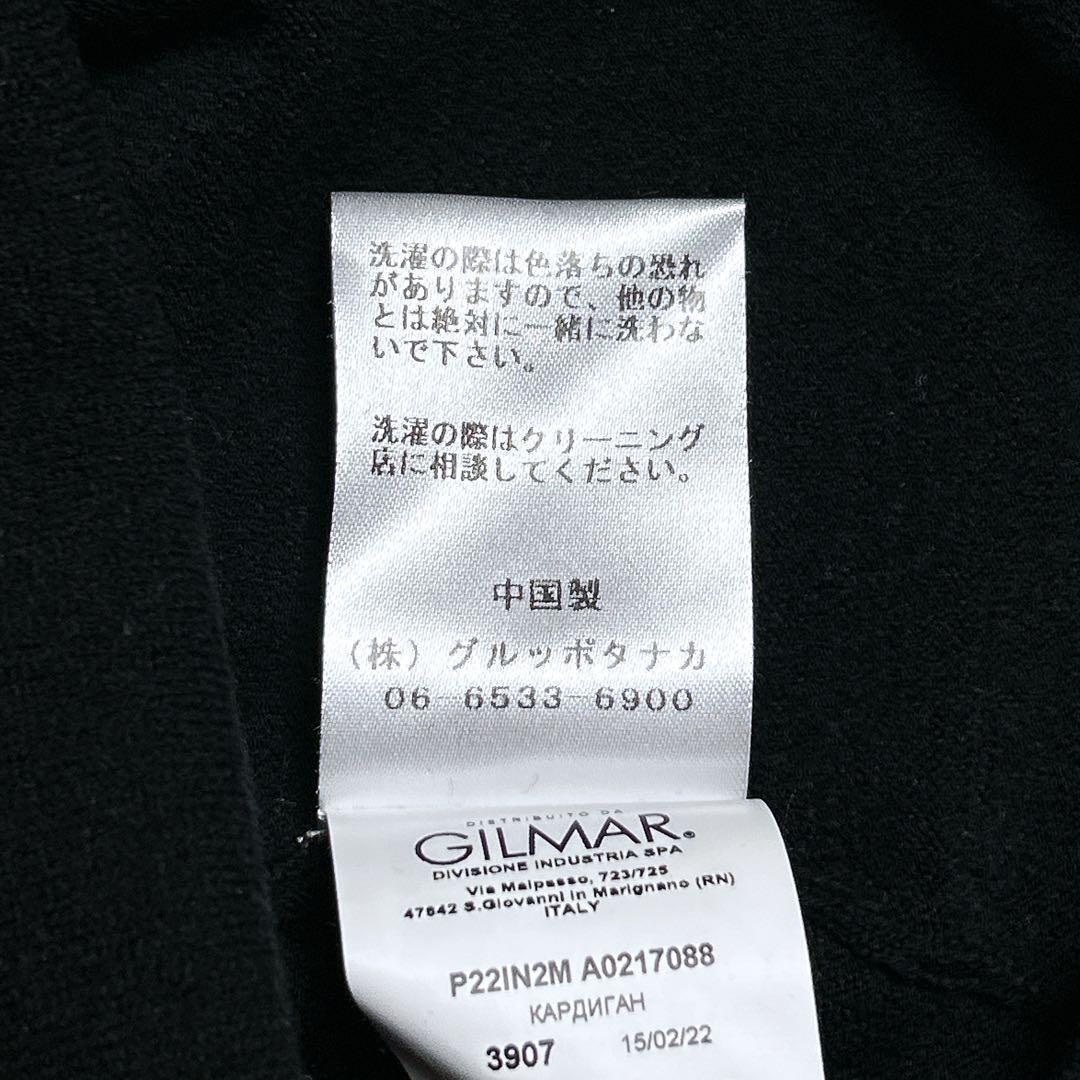 洗濯の際は色落ちの恐れ
がありますので、他の物
とは絶対に一緒に洗わな
いで下さい。
洗濯の際はクリーニング
店に相談してください。
中国製
(株)グルッポタナカ
06-6533-6900
DISTRIBUITO DA
GILMAR®
DIVISIONE INDUSTRIA SPA
Via Malpasso, 723/725
47842 S.Giovanni in Marignano (RN)
ITALY
P22IN2M A0217088
КАРДИГАН
3907 15/02/22